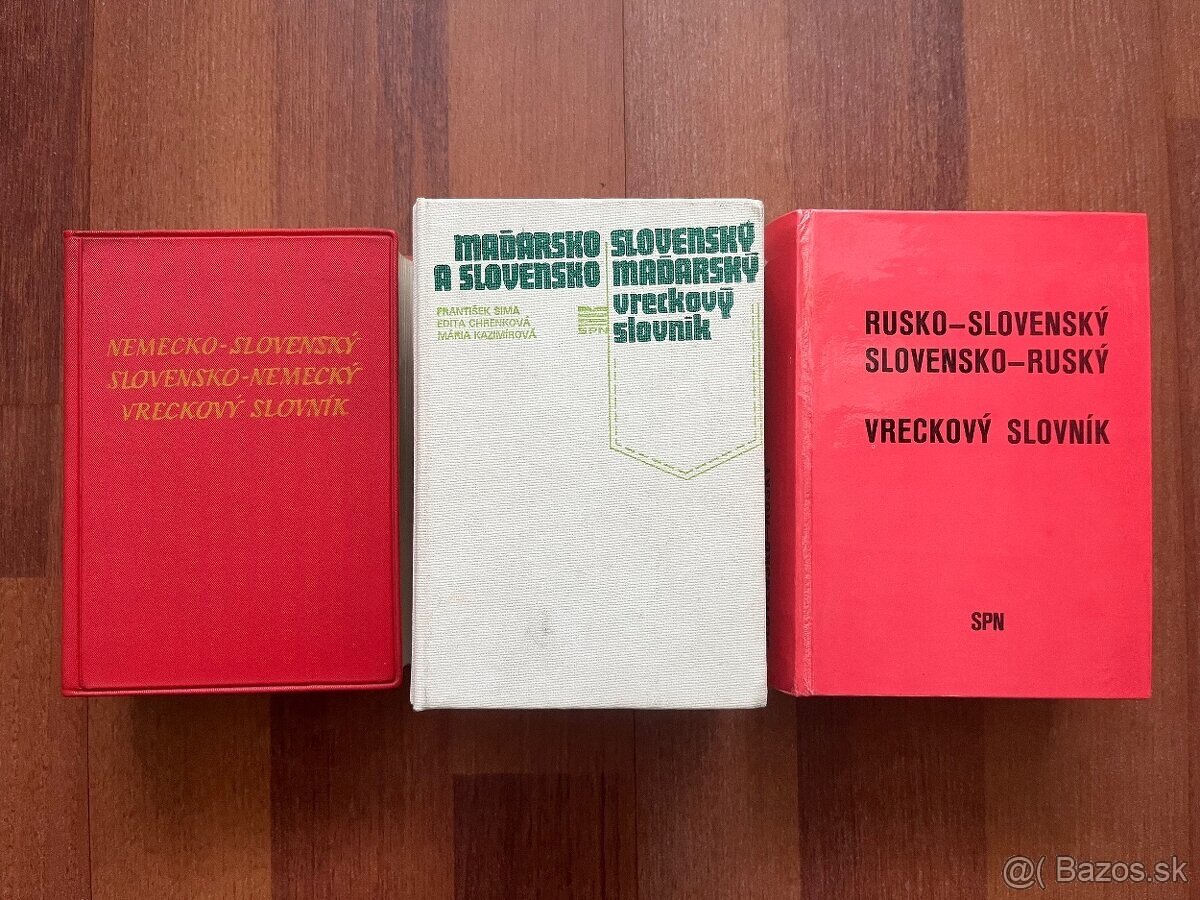 NEMECKO-SLOVENSKÝ
SLOVENSKO-NEMECKÝ
VRECKOVÝ SLOVNÍK
MAĎARSKO SLOVENSKÝ
A SLOVENSKO MAĎARSKÝ
vreckový
slovník
FRANTIŠEK SIMA
EDITA CHRENKOVÁ
MÁRIA KAZIMÍROVÁ
SPN
RUSKO–SLOVENSKÝ
SLOVENSKO–RUSKÝ
VRECKOVÝ SLOVNÍK
SPN
@( Bazos.sk